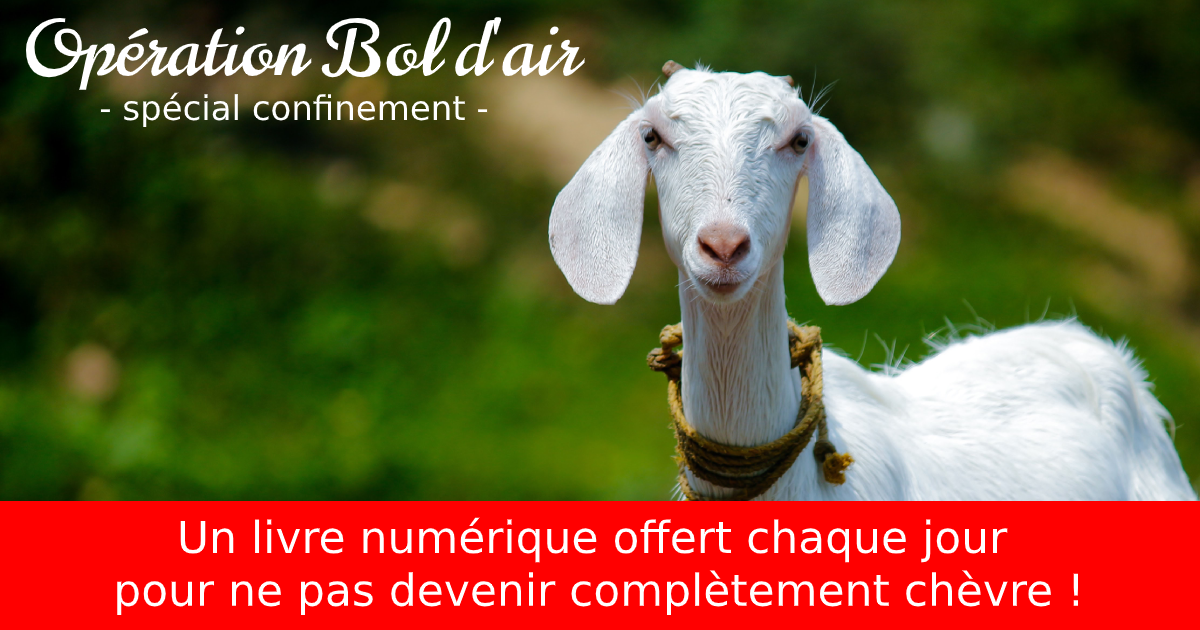 Opération Bol d'air
- spécial confinement -
Un livre numérique offert chaque jour
pour ne pas devenir complètement chèvre !